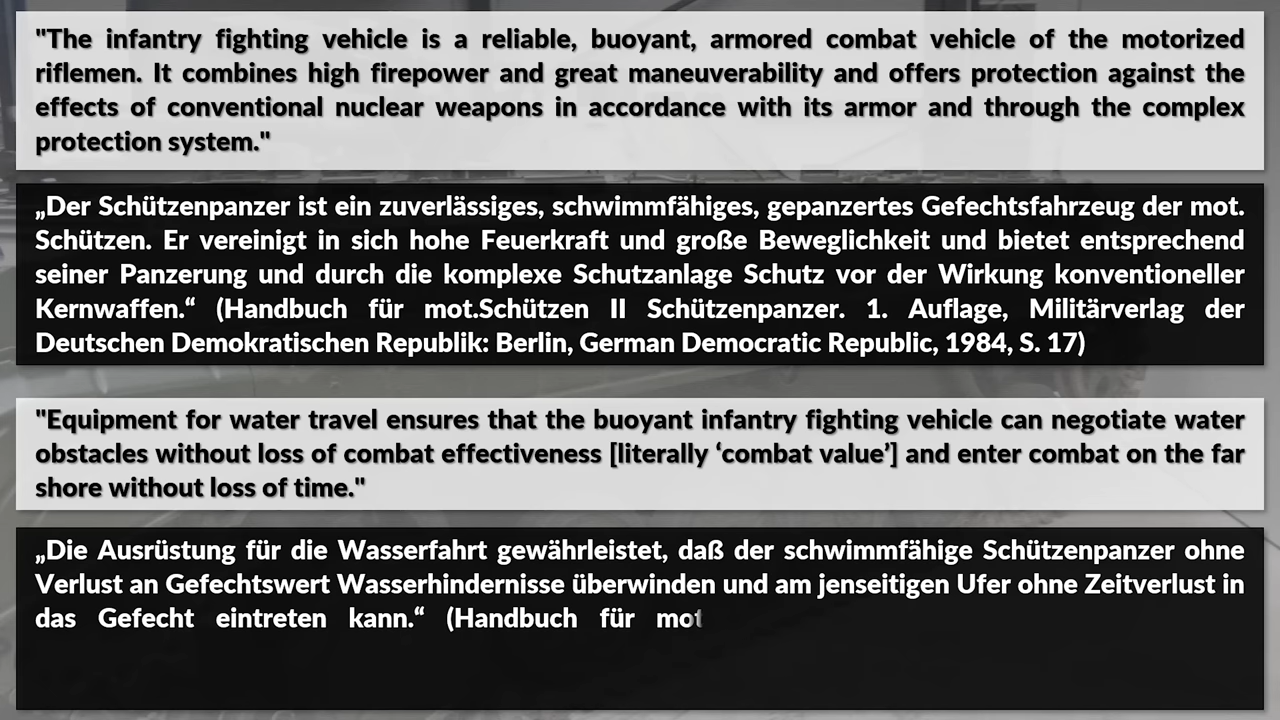 "The infantry fighting vehicle is a reliable, buoyant, armored combat vehicle of the motorized
riflemen. It combines high firepower and great maneuverability and offers protection against the
effects of conventional nuclear weapons in accordance with its armor and through the complex
protection system."
„Der Schützenpanzer ist ein zuverlässiges, schwimmfähiges, gepanzertes Gefechtsfahrzeug der mot.
Schützen. Er vereinigt in sich hohe Feuerkraft und große Beweglichkeit und bietet entsprechend
seiner Panzerung und durch die komplexe Schutzanlage Schutz vor der Wirkung konventioneller
Kernwaffen.“ (Handbuch für mot.Schützen II Schützenpanzer. 1. Auflage, Militärverlag der
Deutschen Demokratischen Republik: Berlin, German Democratic Republic, 1984, S. 17)
"Equipment for water travel ensures that the buoyant infantry fighting vehicle can negotiate water
obstacles without loss of combat effectiveness [literally ‘combat value’] and enter combat on the far
shore without loss of time."
„Die Ausrüstung für die Wasserfahrt gewährleistet, daß der schwimmfähige Schützenpanzer ohne
Verlust an Gefechtswert Wasserhindernisse überwinden und am jenseitigen Ufer ohne Zeitverlust in
das Gefecht eintreten kann.“ (Handbuch für mot